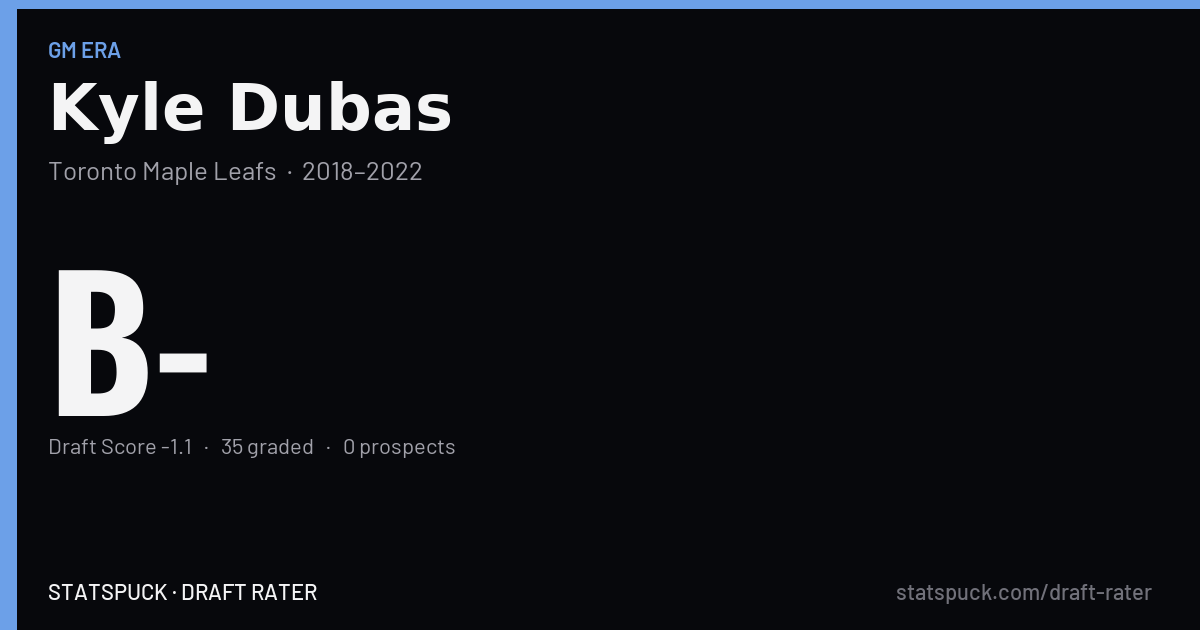 GM ERA
Kyle Dubas
Toronto Maple Leafs · 2018–2022
B-
Draft Score -1.1 · 35 graded · 0 prospects
STATSPUCK · DRAFT RATER
statspuck.com/draft-rater